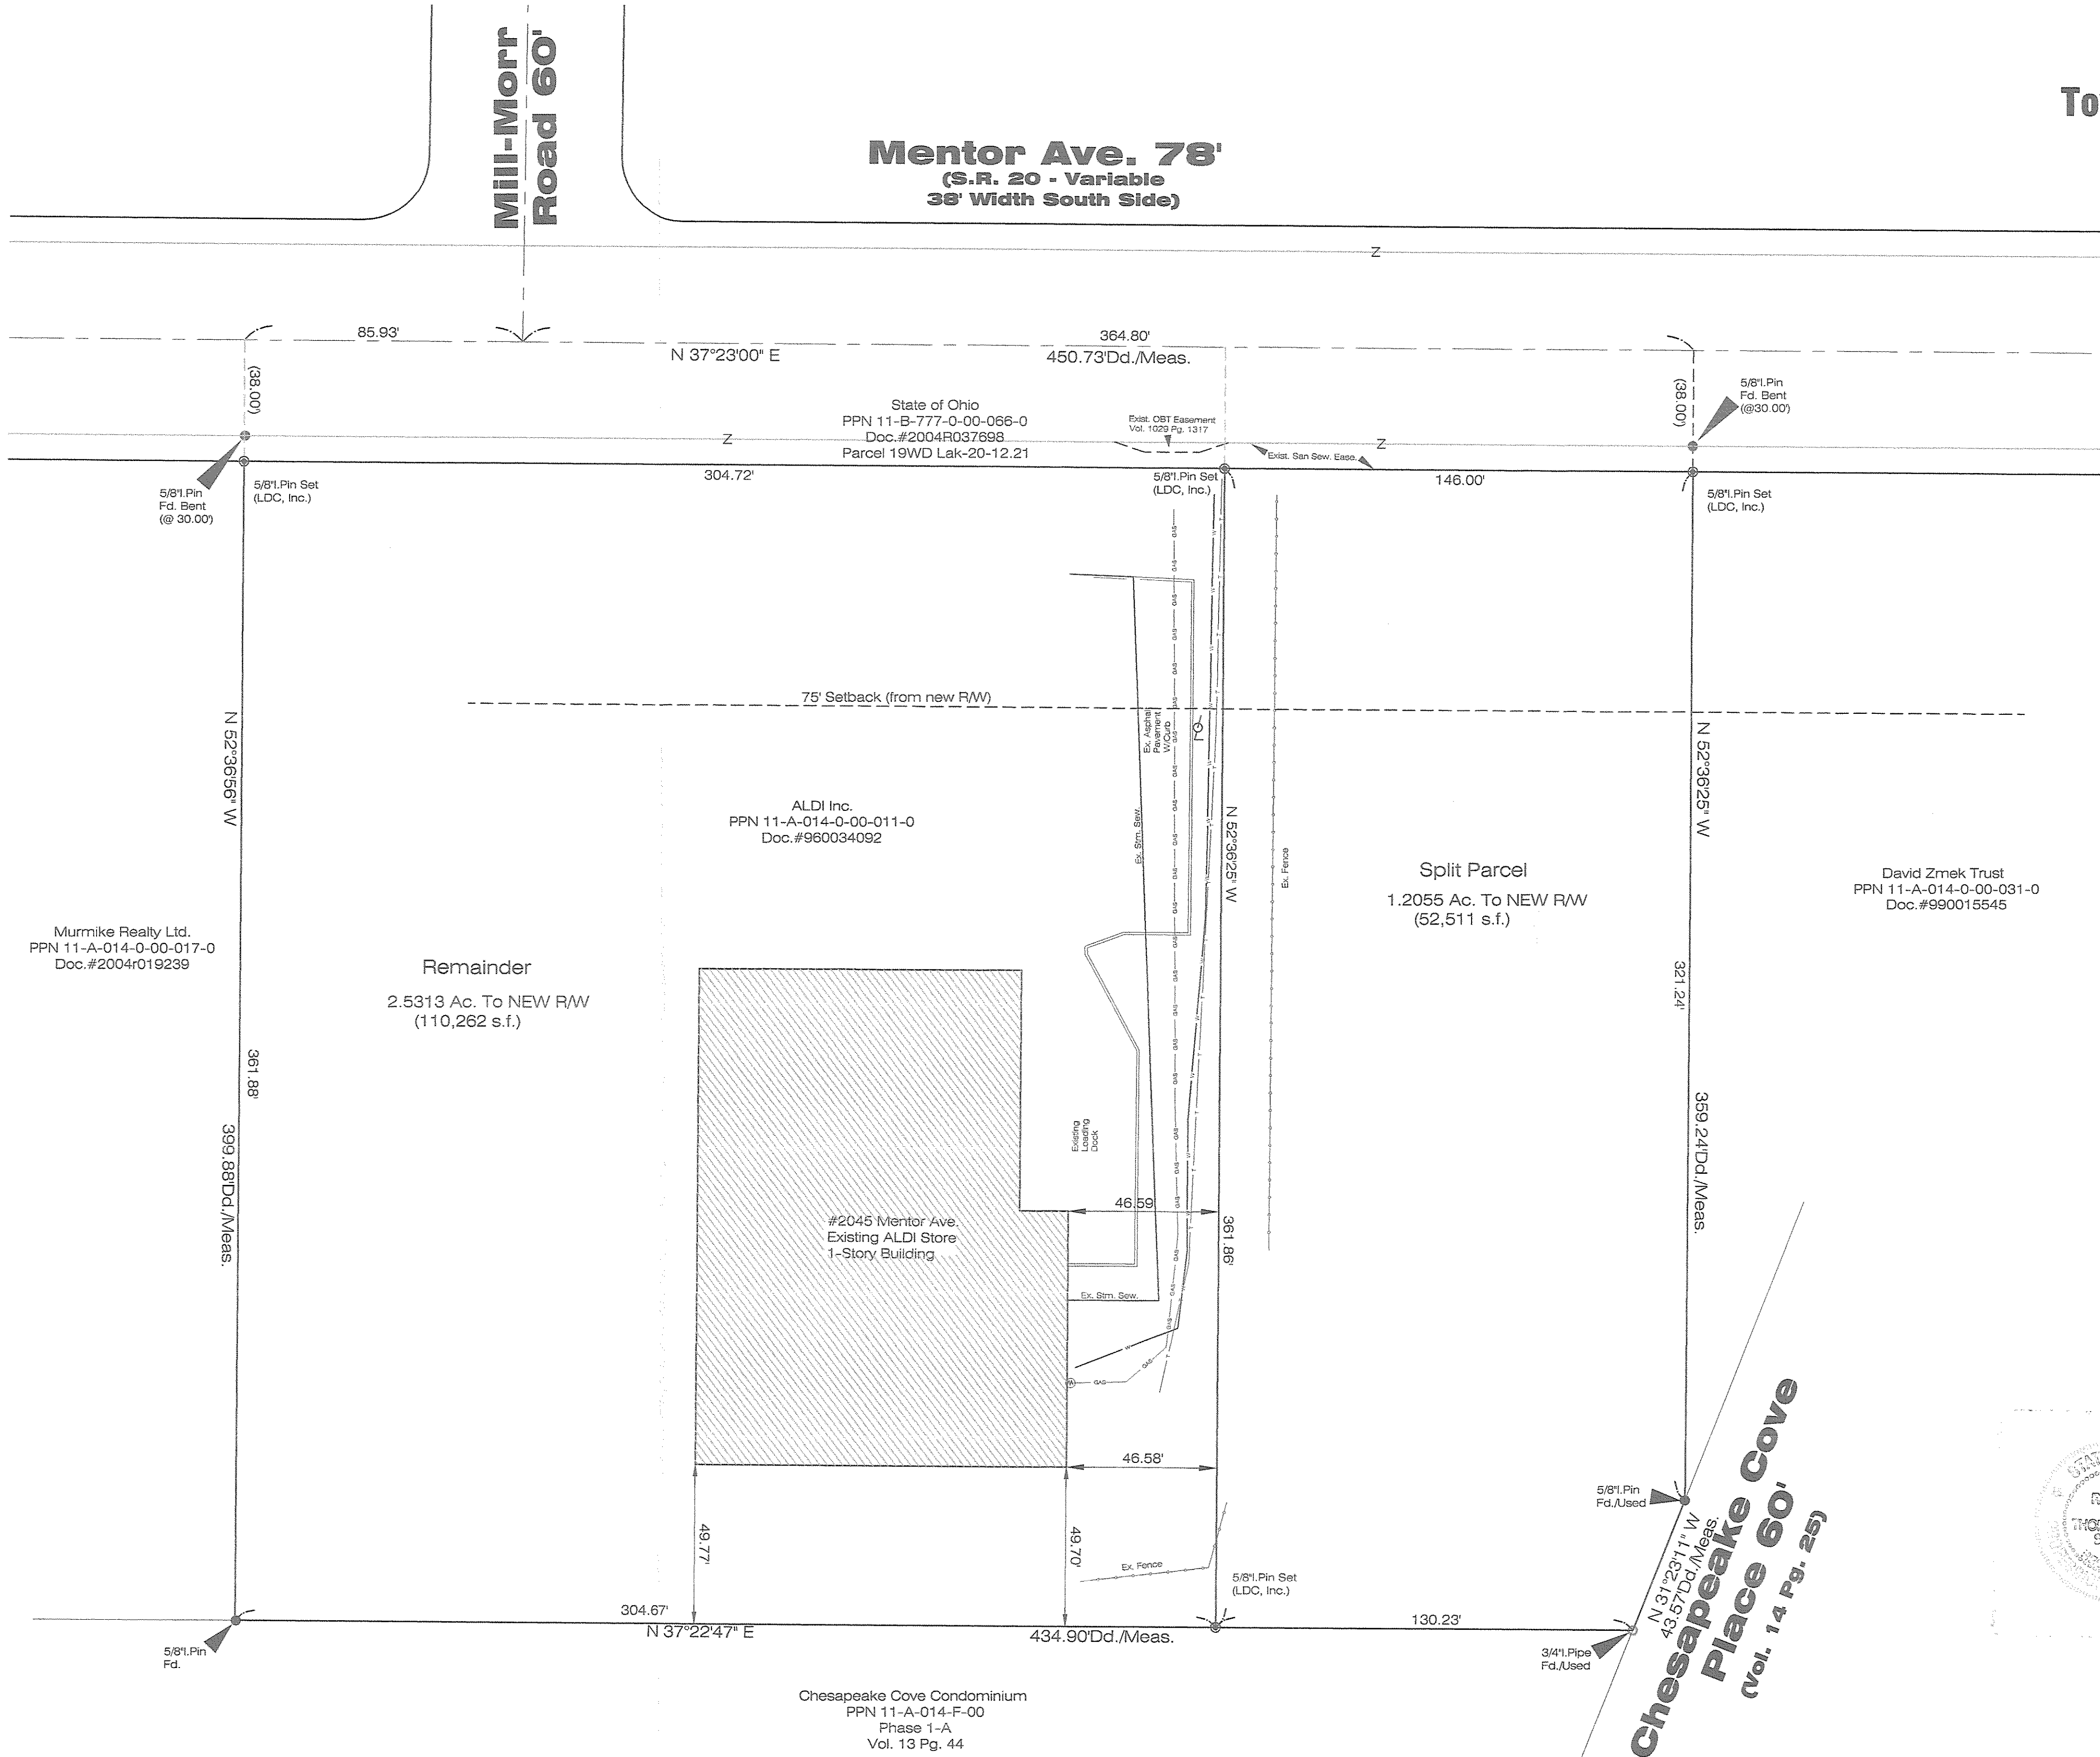 Mill-Morr
Road 60'
Mentor Ave. 78'
(S.R. 20 - Variable
38' Width South Side)
Z
85.93'
364.80'
N 37°23'00" E
450.73'Dd./Meas.
(38.00')
(38.00')
5/8"I.Pin
Fd. Bent
(@30.00')
State of Ohio
PPN 11-B-777-0-00-066-0
Doc.#2004R037698
Parcel 19WD Lak-20-12.21
Exist. OBT Easement
Vol. 1029 Pg. 1317
Z
Z
Exist. San Sew. Ease.
304.72'
146.00'
5/8"I.Pin
Fd. Bent
(@ 30.00')
5/8"I.Pin Set
(LDC, Inc.)
5/8"I.Pin Set
(LDC, Inc.)
5/8"I.Pin Set
(LDC, Inc.)
75' Setback (from new R/W)
Ex. Asphalt
Pavement
W/Curb
N 52°36'56" W
N 52°36'25" W
N 52°36'25" W
ALDI Inc.
PPN 11-A-014-0-00-011-0
Doc.#960034092
Ex. Stm. Sew.
Ex. Fence
Split Parcel
1.2055 Ac. To NEW R/W
(52,511 s.f.)
David Zmek Trust
PPN 11-A-014-0-00-031-0
Doc.#990015545
Murmike Realty Ltd.
PPN 11-A-014-0-00-017-0
Doc.#2004r019239
Remainder
2.5313 Ac. To NEW R/W
(110,262 s.f.)
321.24'
361.88'
399.88'Dd./Meas.
359.24'Dd./Meas.
Existing
Loading
Dock
46.59
361.86'
#2045 Mentor Ave.
Existing ALDI Store
1-Story Building
Ex. Stm. Sew.
GAS
46.58'
49.77'
49.70'
Ex. Fence
5/8"I.Pin
Fd./Used
N 31°23'11" W
43.57'Dd./Meas.
Chesapeake Cove
Place 60'
(Vol. 14 Pg. 25)
5/8"I.Pin Set
(LDC, Inc.)
304.67'
N 37°22'47" E
434.90'Dd./Meas.
130.23'
5/8"I.Pin
Fd.
3/4"I.Pipe
Fd./Used
Chesapeake Cove Condominium
PPN 11-A-014-F-00
Phase 1-A
Vol. 13 Pg. 44